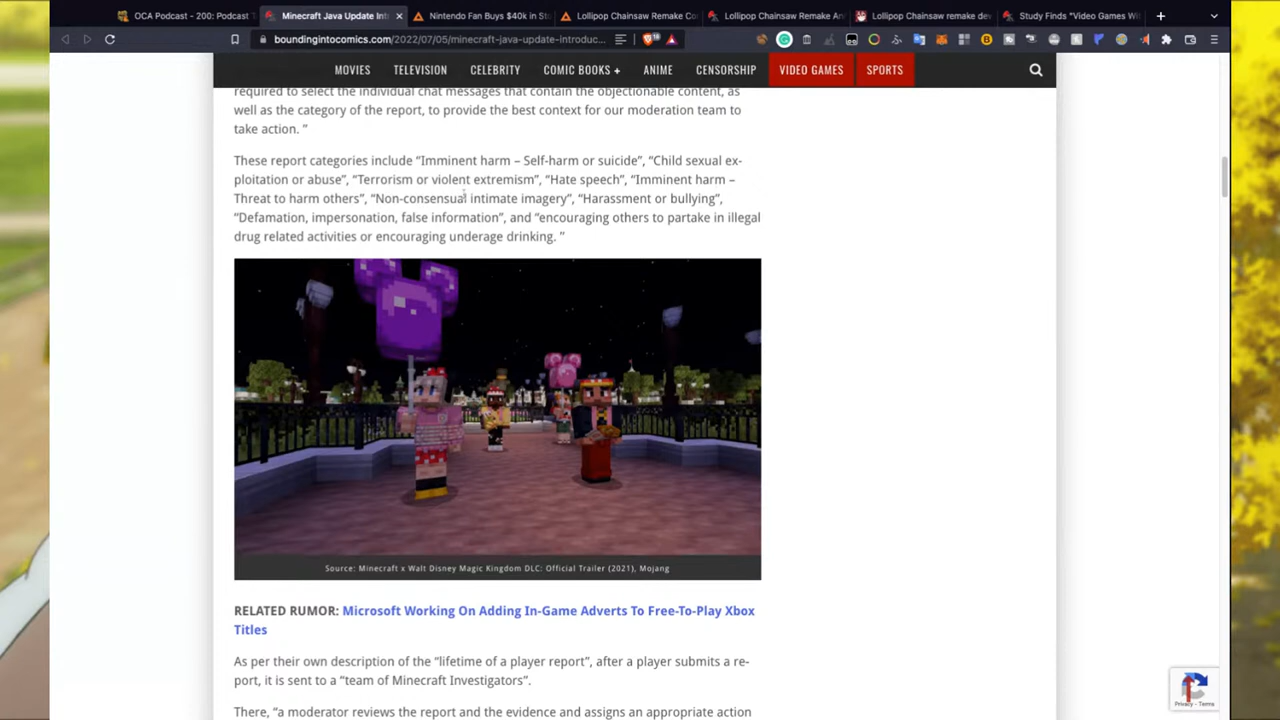 OCA Podcast - 200: Podcast T
Minecraft Java Update Int
Nintendo Fan Buys $40k in St
Lollipop Chainsaw Remake Co
Lollipop Chainsaw Remake An
Lollipop Chainsaw remake dev
Study Finds "Video Games Wi
boundingintocomics.com/2022/07/05/minecraft-java-update-introduc...
MOVIES TELEVISION CELEBRITY COMIC BOOKS + ANIME CENSORSHIP VIDEO GAMES SPORTS
required to select the individual chat messages that contain the objectionable content, as
well as the category of the report, to provide the best context for our moderation team to
take action. ”
These report categories include “Imminent harm – Self-harm or suicide”, “Child sexual ex-
ploitation or abuse”, “Terrorism or violent extremism”, “Hate speech”, “Imminent harm –
Threat to harm others”, “Non-consensual intimate imagery”, “Harassment or bullying”,
“Defamation, impersonation, false information”, and “encouraging others to partake in illegal
drug related activities or encouraging underage drinking. ”
Source: Minecraft x Walt Disney Magic Kingdom DLC: Official Trailer (2021), Mojang
RELATED RUMOR: Microsoft Working On Adding In-Game Adverts To Free-To-Play Xbox
Titles
As per their own description of the “lifetime of a player report”, after a player submits a re-
port, it is sent to a “team of Minecraft Investigators”.
There, “a moderator reviews the report and the evidence and assigns an appropriate action
Privacy - Terms